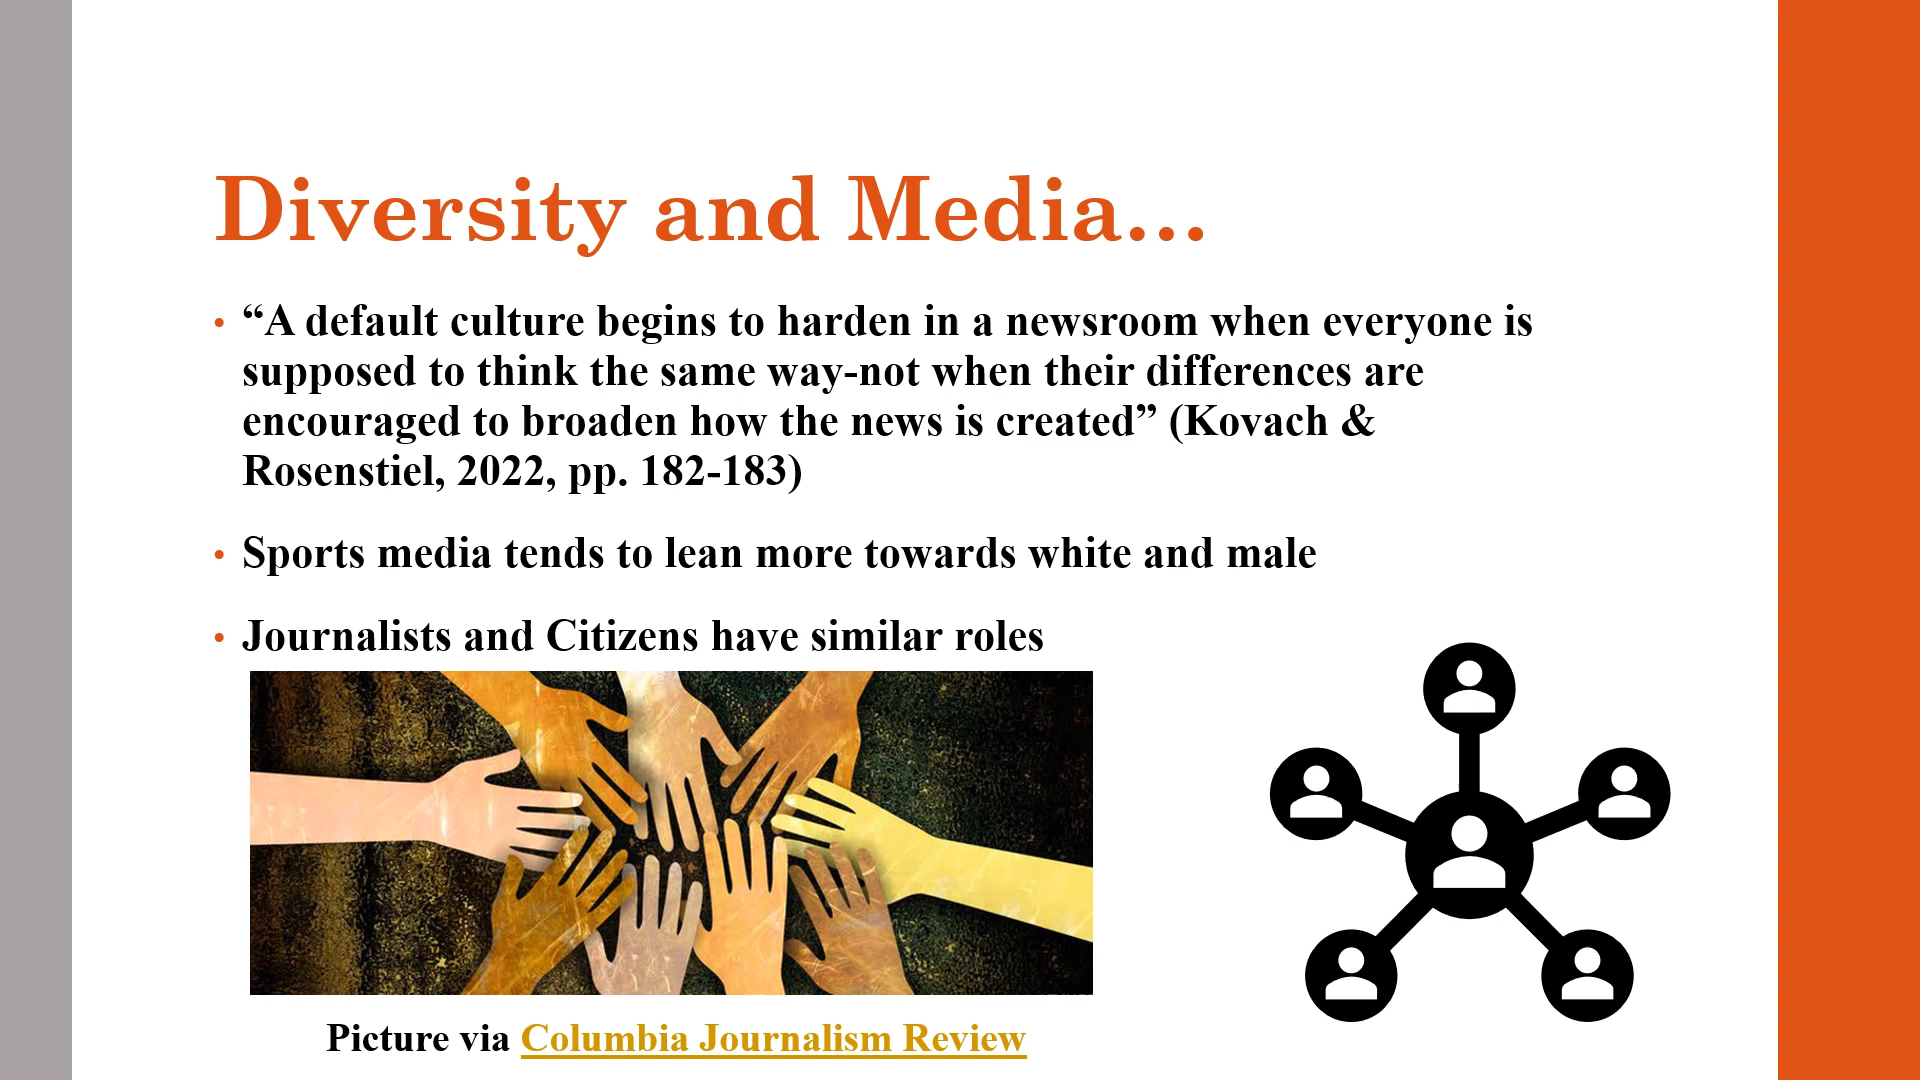 Diversity and Media...
• “A default culture begins to harden in a newsroom when everyone is
supposed to think the same way-not when their differences are
encouraged to broaden how the news is created” (Kovach &
Rosenstiel, 2022, pp. 182-183)
• Sports media tends to lean more towards white and male
• Journalists and Citizens have similar roles
Picture via Columbia Journalism Review